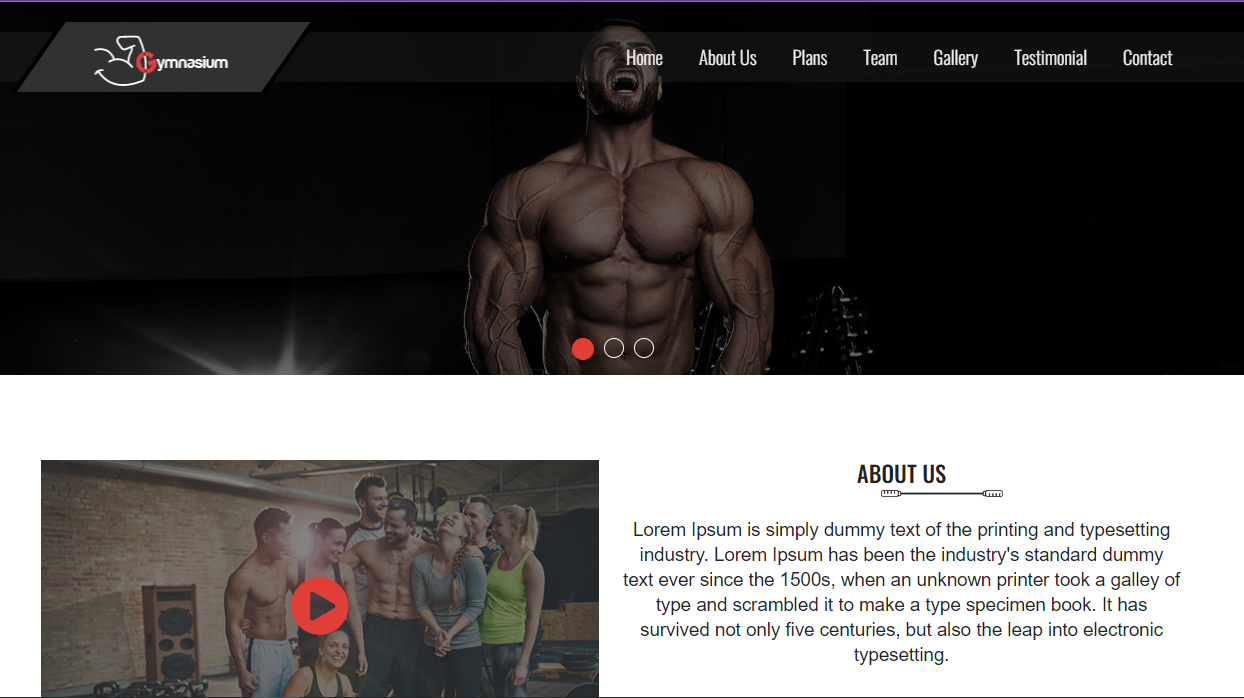 Gymnasium
Home About Us Plans Team Gallery Testimonial Contact
ABOUT US
Lorem Ipsum is simply dummy text of the printing and typesetting
industry. Lorem Ipsum has been the industry's standard dummy
text ever since the 1500s, when an unknown printer took a galley of
type and scrambled it to make a type specimen book. It has
survived not only five centuries, but also the leap into electronic
typesetting.